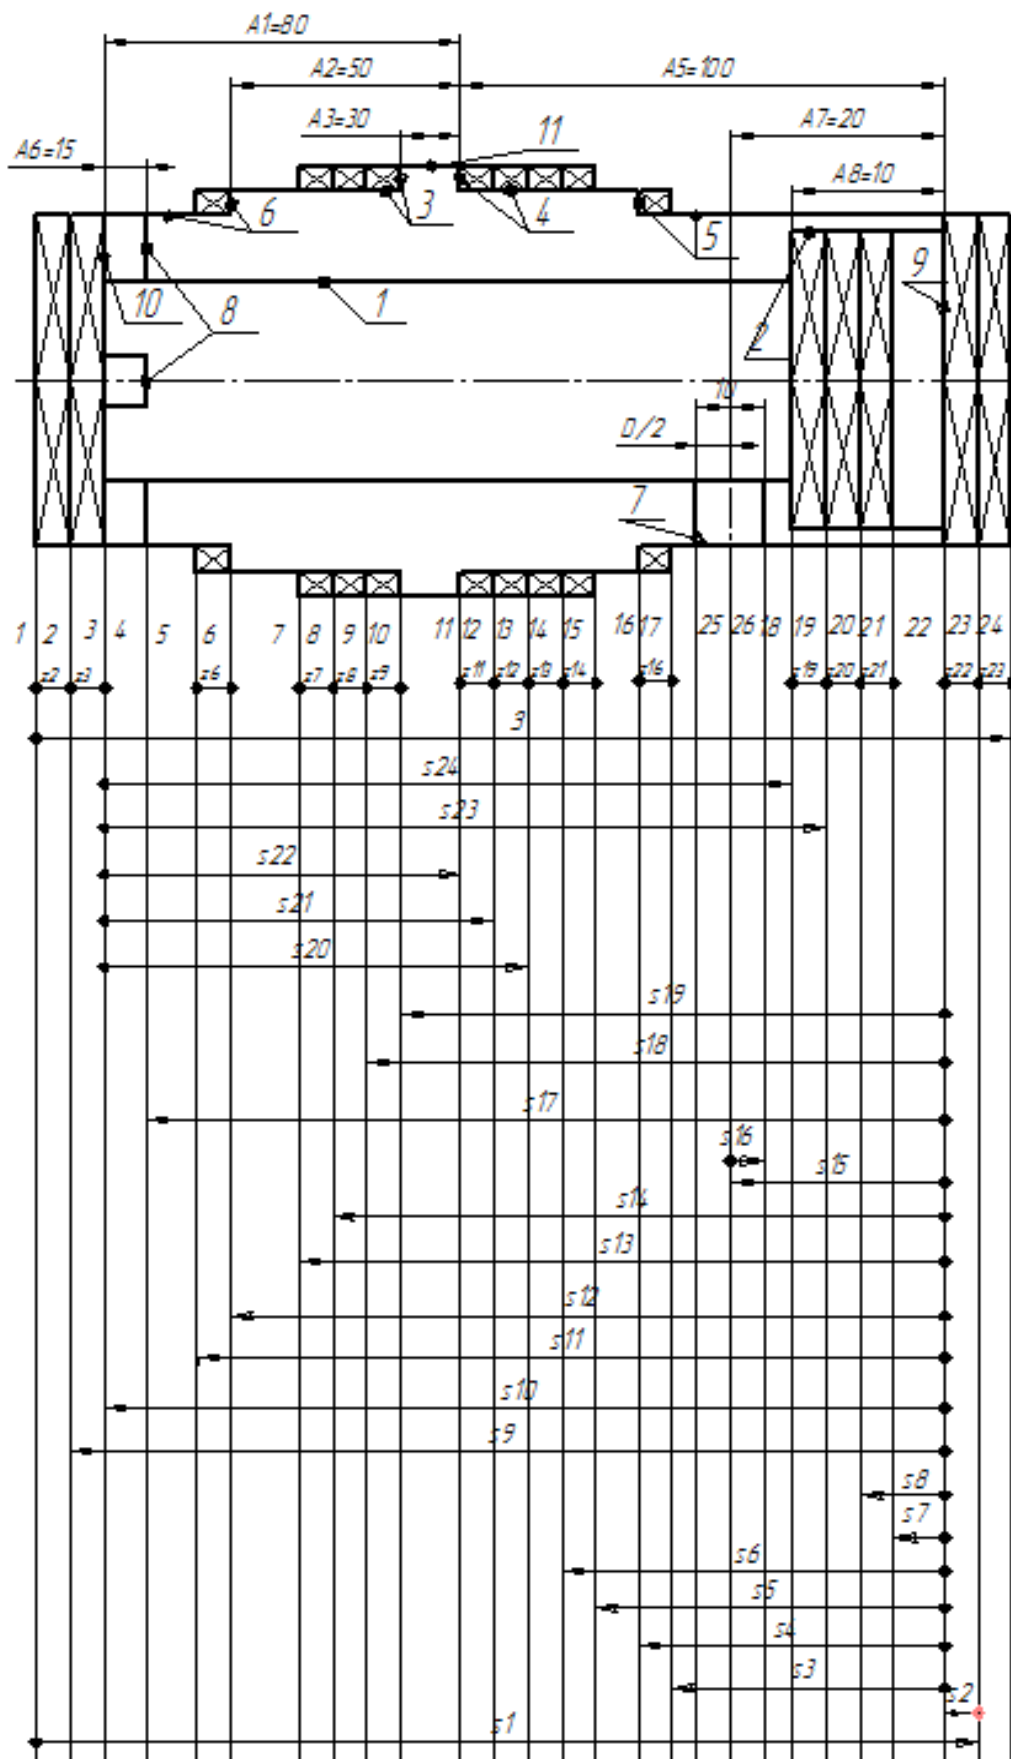 A1=80
A2=50
A5=100
A3=30
11
A7=20
A6=15
A8=10
6
3
4
5
9
10
8
1
2
10
D/2
7
1 2 3 4 5 6 7 8 9 10 11 12 13 14 15 16 17 25 26 18 19 20 21 22 23 24
z2 z3 z6 z7 z8 z9 z11 z12 z13 z14 z16 z19 z20 z21 z22 z23
3
s24
s23
s22
s21
s20
s19
s18
s17
s16
s15
s14
s13
s12
s11
s10
s9
s8
s7
s6
s5
s4
s3
s2
s1